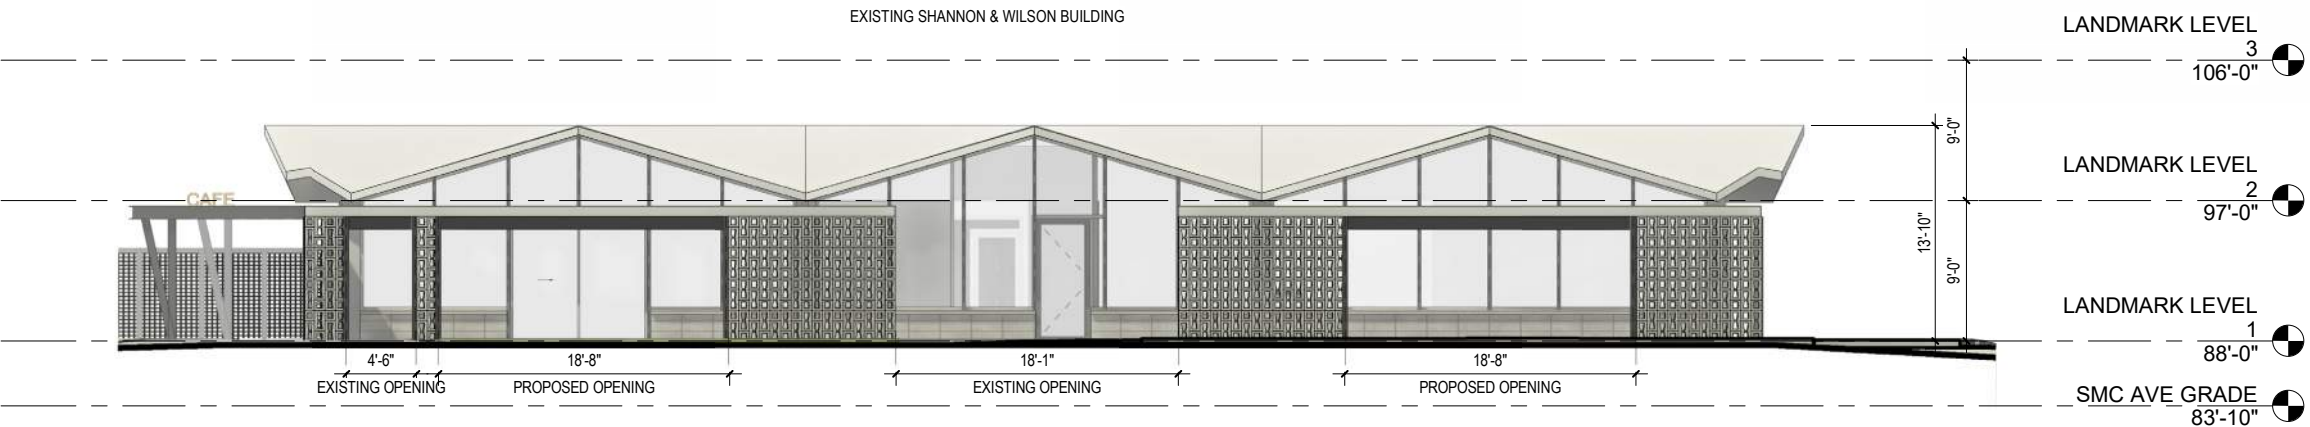 EXISTING SHANNON & WILSON BUILDING
LANDMARK LEVEL
3
106'-0"
9'-0"
LANDMARK LEVEL
2
97'-0"
CAFE
13'-10"
9'-0"
LANDMARK LEVEL
1
88'-0"
4'-6"
18'-8"
18'-1"
18'-8"
EXISTING OPENING
PROPOSED OPENING
EXISTING OPENING
PROPOSED OPENING
SMC AVE GRADE
83'-10"